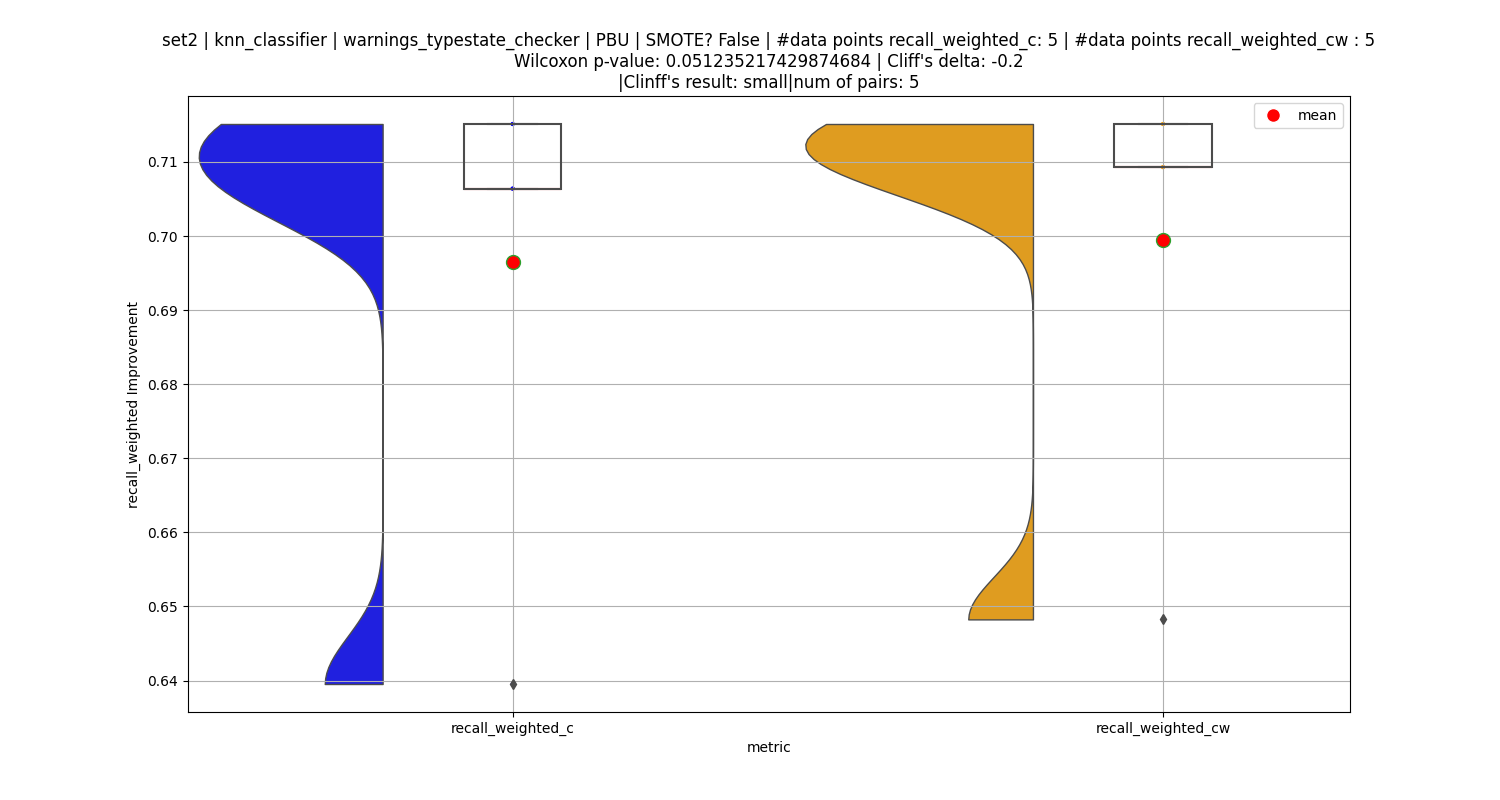 set2 | knn_classifier | warnings_typestate_checker | PBU | SMOTE? False | #data points recall_weighted_c: 5 | #data points recall_weighted_cw : 5
Wilcoxon p-value: 0.051235217429874684 | Cliff's delta: -0.2
|Clinff's result: small|num of pairs: 5
mean
0.71
0.70
0.69
0.68
0.67
0.66
0.65
0.64
recall_weighted Improvement
recall_weighted_c
recall_weighted_cw
metric